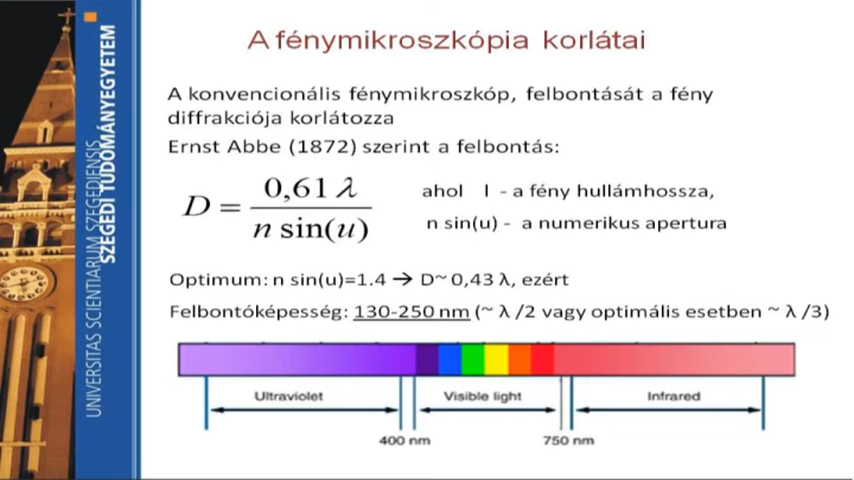 A fénymikroszkópia korlátai
A konvencionális fénymikroszkóp, felbontását a fény
diffrakciója korlátozza
Ernst Abbe (1872) szerint a felbontás:
D = 0,61 λ / n sin(u)
ahol l - a fény hullámhossza,
n sin(u) - a numerikus apertura
Optimum: n sin(u)=1.4 → D~ 0,43 λ, ezért
Felbontóképesség: 130-250 nm (~ λ /2 vagy optimális esetben ~ λ /3)
Ultraviolet Visible light Infrared
400 nm 750 nm
UNIVERSITAS SCIENTIARUM SZEGEDIENSIS
SZEGEDI TUDOMÁNYEGYETEM